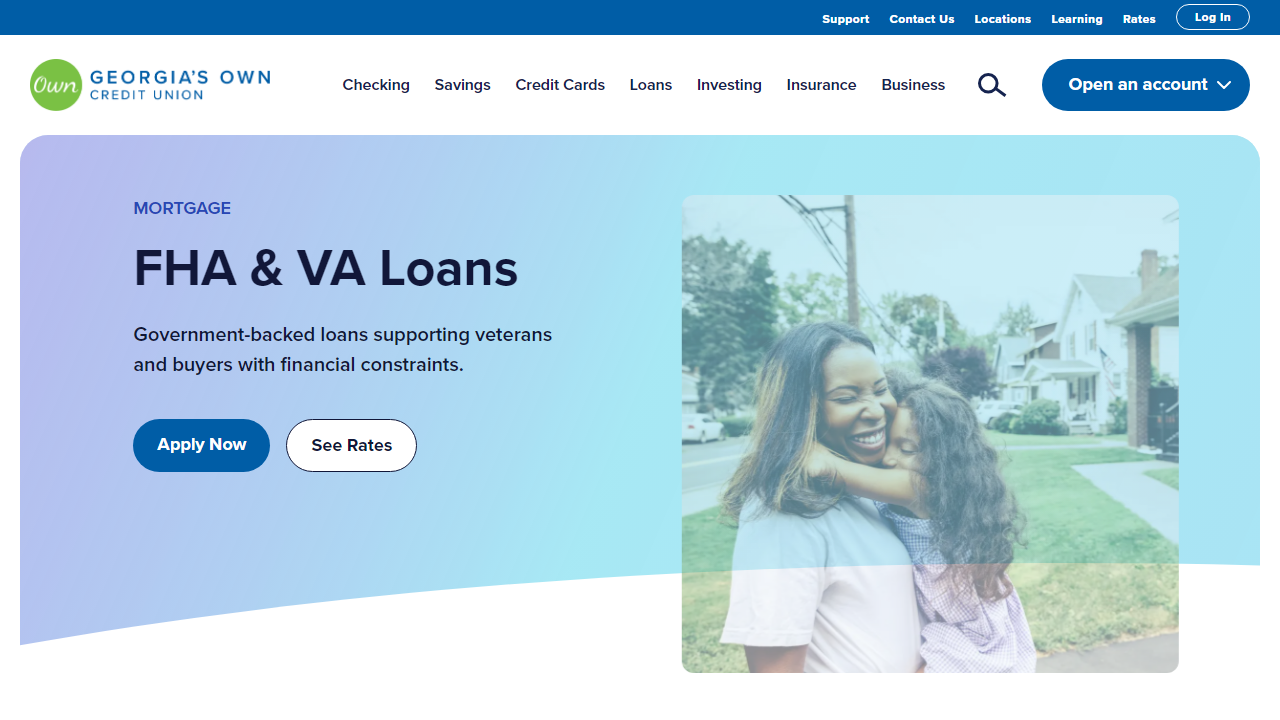 Support Contact Us Locations Learning Rates Log In
Own GEORGIA'S OWN
CREDIT UNION
Checking Savings Credit Cards Loans Investing Insurance Business Open an account
MORTGAGE
FHA & VA Loans
Government-backed loans supporting veterans
and buyers with financial constraints.
Apply Now See Rates